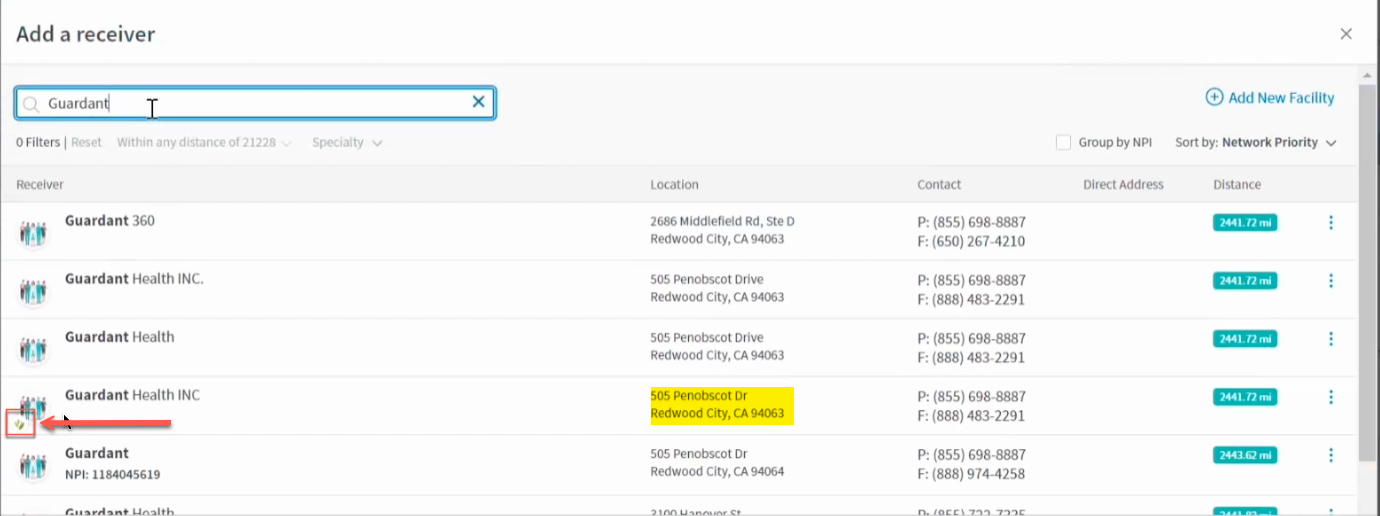 Add a receiver
Guardant
Add New Facility
0 Filters | Reset Within any distance of 21228 Specialty
Group by NPI Sort by: Network Priority
Receiver Location Contact Direct Address Distance
Guardant 360 2686 Middlefield Rd, Ste D P: (855) 698-8887 2441.72 mi
Redwood City, CA 94063 F: (650) 267-4210
Guardant Health INC. 505 Penobscot Drive P: (855) 698-8887 2441.72 mi
Redwood City, CA 94063 F: (888) 483-2291
Guardant Health 505 Penobscot Drive P: (855) 698-8887 2441.72 mi
Redwood City, CA 94063 F: (888) 483-2291
Guardant Health INC 505 Penobscot Dr P: (855) 698-8887 2441.72 mi
Redwood City, CA 94063 F: (888) 483-2291
Guardant 505 Penobscot Dr P: (855) 698-8887 2443.62 mi
NPI: 1184045619 Redwood City, CA 94064 F: (888) 974-4258
Guardant Health 3100 Hanover St